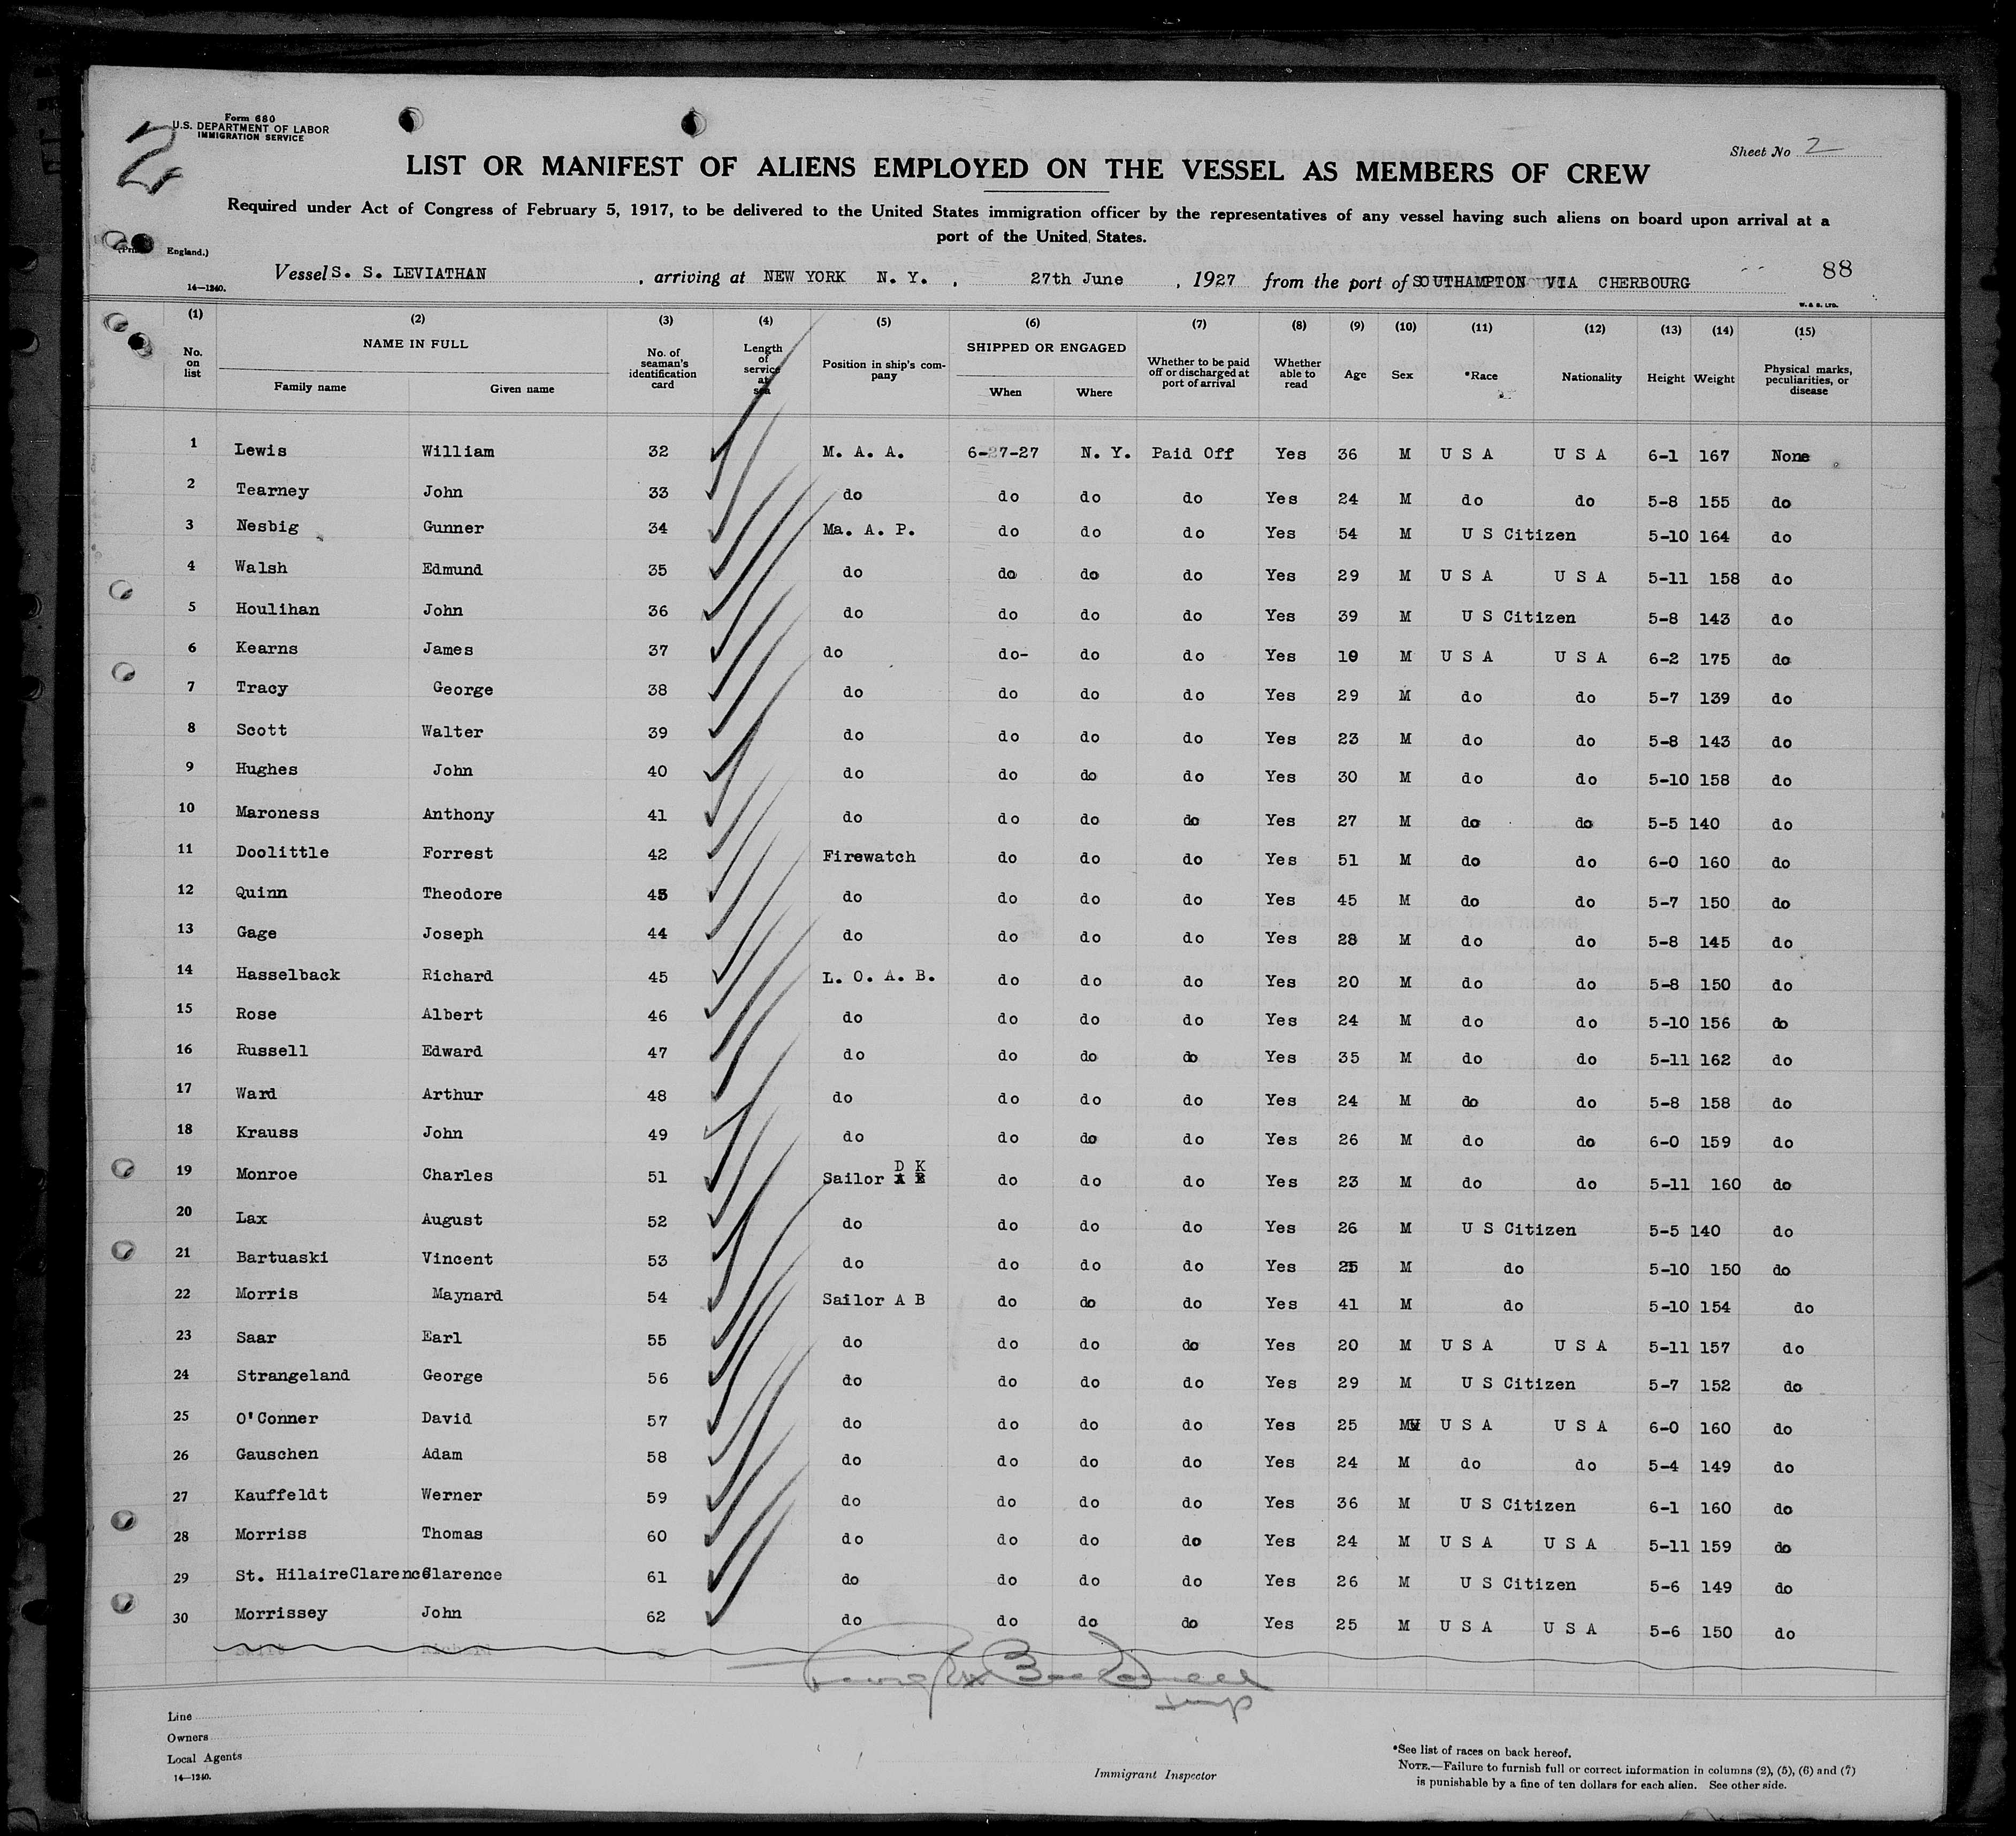 Form 680
U.S. DEPARTMENT OF LABOR
IMMIGRATION SERVICE
2
Sheet No 2
LIST OR MANIFEST OF ALIENS EMPLOYED ON THE VESSEL AS MEMBERS OF CREW
Required under Act of Congress of February 5, 1917, to be delivered to the United States immigration officer by the representatives of any vessel having such aliens on board upon arrival at a
port of the United States.
England.)
Vessel S. S. LEVIATHAN , arriving at NEW YORK N. Y. , 27th June , 1927 from the port of SOUTHAMPTON VIA CHERBOURG 88
14—1240.
W. & S. LTD.
(1) (2) (3) (4) (5) (6) (7) (8) (9) (10) (11) (12) (13) (14) (15)
No. on list NAME IN FULL Family name Given name No. of seaman's identification card Length of service at sea Position in ship's company SHIPPED OR ENGAGED When Where Whether to be paid off or discharged at port of arrival Whether able to read Age Sex *Race Nationality Height Weight Physical marks, peculiarities, or disease
1 Lewis William 32 M. A. A. 6-27-27 N. Y. Paid Off Yes 36 M U S A U S A 6-1 167 None
2 Tearney John 33 do do do do Yes 24 M do do 5-8 155 do
3 Nesbig Gunner 34 Ma. A. P. do do do Yes 54 M U S Citizen 5-10 164 do
4 Walsh Edmund 35 do do do do Yes 29 M U S A U S A 5-11 158 do
5 Houlihan John 36 do do do do Yes 39 M U S Citizen 5-8 143 do
6 Kearns James 37 do do- do do Yes 19 M U S A U S A 6-2 175 do
7 Tracy George 38 do do do do Yes 29 M do do 5-7 139 do
8 Scott Walter 39 do do do do Yes 23 M do do 5-8 143 do
9 Hughes John 40 do do do do Yes 30 M do do 5-10 158 do
10 Maroness Anthony 41 do do do do Yes 27 M do do 5-5 140 do
11 Doolittle Forrest 42 Firewatch do do do Yes 51 M do do 6-0 160 do
12 Quinn Theodore 43 do do do do Yes 45 M do do 5-7 150 do
13 Gage Joseph 44 do do do do Yes 28 M do do 5-8 145 do
14 Hasselback Richard 45 L. O. A. B. do do do Yes 20 M do do 5-8 150 do
15 Rose Albert 46 do do do do Yes 24 M do do 5-10 156 do
16 Russell Edward 47 do do do do Yes 35 M do do 5-11 162 do
17 Ward Arthur 48 do do do do Yes 24 M do do 5-8 158 do
18 Krauss John 49 do do do do Yes 26 M do do 6-0 159 do
19 Monroe Charles 51 Sailor D K do do do Yes 23 M do do 5-11 160 do
20 Lax August 52 do do do do Yes 26 M U S Citizen 5-5 140 do
21 Bartuaski Vincent 53 do do do do Yes 25 M do 5-10 150 do
22 Morris Maynard 54 Sailor A B do do do Yes 41 M do 5-10 154 do
23 Saar Earl 55 do do do do Yes 20 M U S A U S A 5-11 157 do
24 Strangeland George 56 do do do do Yes 29 M U S Citizen 5-7 152 do
25 O'Conner David 57 do do do do Yes 25 M U S A U S A 6-0 160 do
26 Gauschen Adam 58 do do do do Yes 24 M do do 5-4 149 do
27 Kauffeldt Werner 59 do do do do Yes 36 M U S Citizen 6-1 160 do
28 Morriss Thomas 60 do do do do Yes 24 M U S A U S A 5-11 159 do
29 St. Hilaire Clarence Clarence 61 do do do do Yes 26 M U S Citizen 5-6 149 do
30 Morrissey John 62 do do do do Yes 25 M U S A U S A 5-6 150 do
Line
Owners
Local Agents
14—1240.
Immigrant Inspector
*See list of races on back hereof.
NOTE.—Failure to furnish full or correct information in columns (2), (5), (6) and (7)
is punishable by a fine of ten dollars for each alien. See other side.